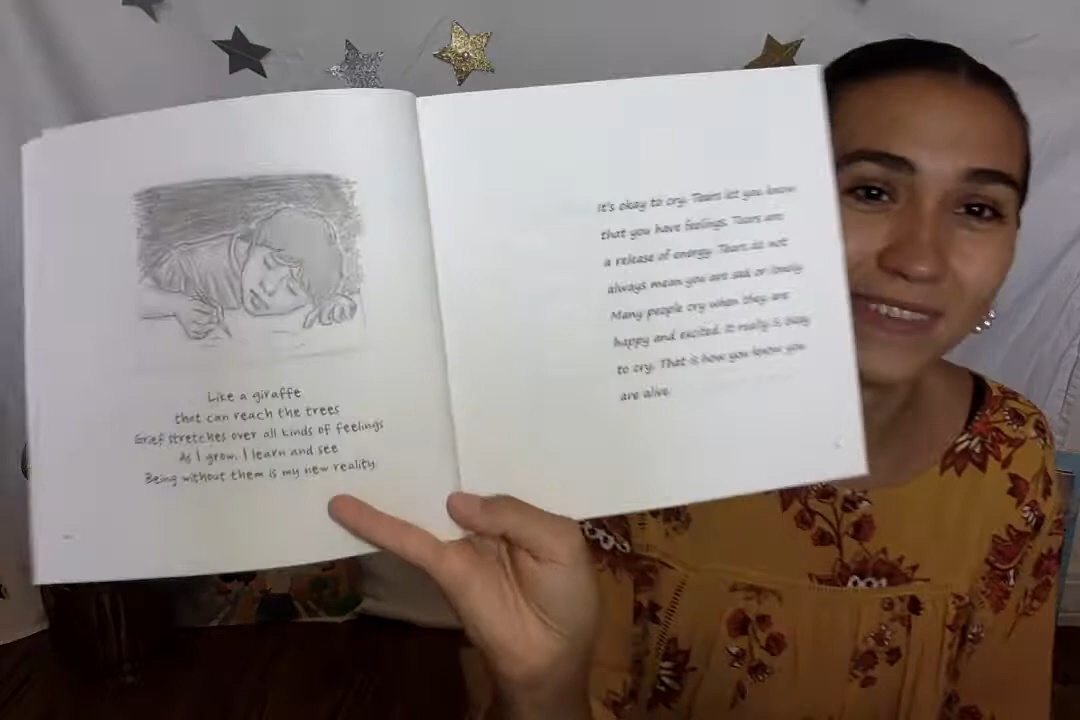 Like a giraffe
that can reach the trees
Grief stretches over all kinds of feelings
As I grow, I learn and see
Being without them is my new reality.
It's okay to cry. Tears let you know
that you have feelings. Tears are
a release of energy. Tears do not
always mean you are sad or lonely.
Many people cry when they are
happy and excited. It really is okay
to cry. That is how you know you
are alive.